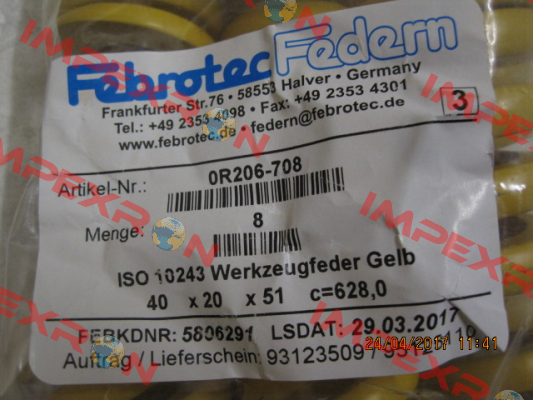 Febrotec Federn
Frankfurter Str.76 • 58553 Halver • Germany
Tel.: +49 2353 4098 • Fax: +49 2353 4301
www.febrotec.de • federn@febrotec.de
3
Artikel-Nr.: 0R206-708
Menge: 8
ISO 10243 Werkzeugfeder Gelb
40 x 20 x 51 c=628,0
FEBKDNR: 5806291 LSDAT: 29.03.2017
Auftrag / Lieferschein: 93123509 /
24/04/2017 11:41
IMPEXRON